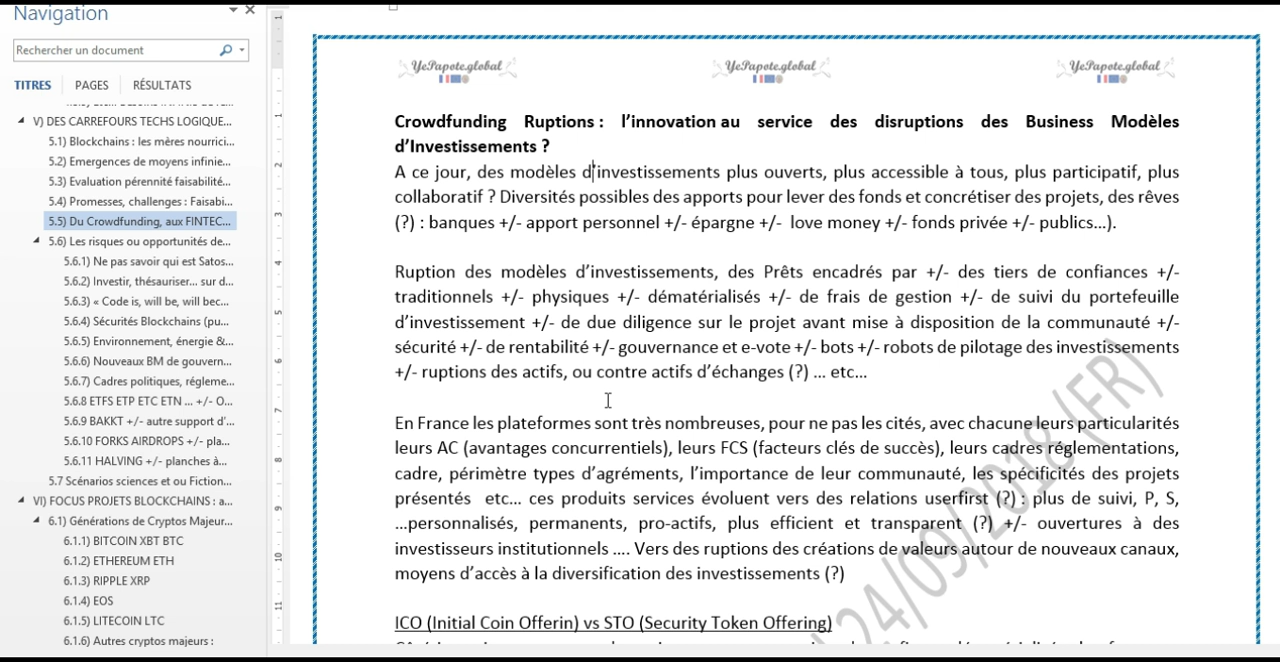 Navigation
Rechercher un document
TITRES PAGES RÉSULTATS
V) DES CARREFOURS TECHS LOGIQUE...
5.1) Blockchains : les mères nourrici...
5.2) Emergences de moyens infinie...
5.3) Evaluation pérennité faisabilité...
5.4) Promesses, challenges : Faisabi...
5.5) Du Crowdfunding, aux FINTEC...
5.6) Les risques ou opportunités de...
5.6.1) Ne pas savoir qui est Satos...
5.6.2) Investir, thésauriser... sur d...
5.6.3) « Code is, will be, will bec...
5.6.4) Sécurités Blockchains (pu...
5.6.5) Environnement, énergie &...
5.6.6) Nouveaux BM de gouvern...
5.6.7) Cadres politiques, régleme...
5.6.8 ETFS ETP ETC ETN ... +/- O...
5.6.9 BAKKT +/- autre support d'...
5.6.10 FORKS AIRDROPS +/- pla...
5.6.11 HALVING +/- planches à...
5.7 Scénarios sciences et ou Fiction...
VI) FOCUS PROJETS BLOCKCHAINS : a...
6.1) Générations de Cryptos Majeur...
6.1.1) BITCOIN XBT BTC
6.1.2) ETHEREUM ETH
6.1.3) RIPPLE XRP
6.1.4) EOS
6.1.5) LITECOIN LTC
6.1.6) Autres cryptos majeurs :
YePapote.global YePapote.global YePapote.global
Crowdfunding Ruptions : l’innovation au service des disruptions des Business Modèles
d’Investissements ?
A ce jour, des modèles d’investissements plus ouverts, plus accessible à tous, plus participatif, plus
collaboratif ? Diversités possibles des apports pour lever des fonds et concrétiser des projets, des rêves
(?) : banques +/- apport personnel +/- épargne +/- love money +/- fonds privée +/- publics...).
Ruption des modèles d’investissements, des Prêts encadrés par +/- des tiers de confiances +/-
traditionnels +/- physiques +/- dématérialisés +/- de frais de gestion +/- de suivi du portefeuille
d’investissement +/- de due diligence sur le projet avant mise à disposition de la communauté +/-
sécurité +/- de rentabilité +/- gouvernance et e-vote +/- bots +/- robots de pilotage des investissements
+/- ruptions des actifs, ou contre actifs d’échanges (?) ... etc...
En France les plateformes sont très nombreuses, pour ne pas les cités, avec chacune leurs particularités
leurs AC (avantages concurrentiels), leurs FCS (facteurs clés de succès), leurs cadres réglementations,
cadre, périmètre types d’agréments, l’importance de leur communauté, les spécificités des projets
présentés etc... ces produits services évoluent vers des relations userfirst (?) : plus de suivi, P, S,
...personnalisés, permanents, pro-actifs, plus efficient et transparent (?) +/- ouvertures à des
investisseurs institutionnels .... Vers des ruptions des créations de valeurs autour de nouveaux canaux,
moyens d’accès à la diversification des investissements (?)
ICO (Initial Coin Offerin) vs STO (Security Token Offering)
24/09/2018 (FR)